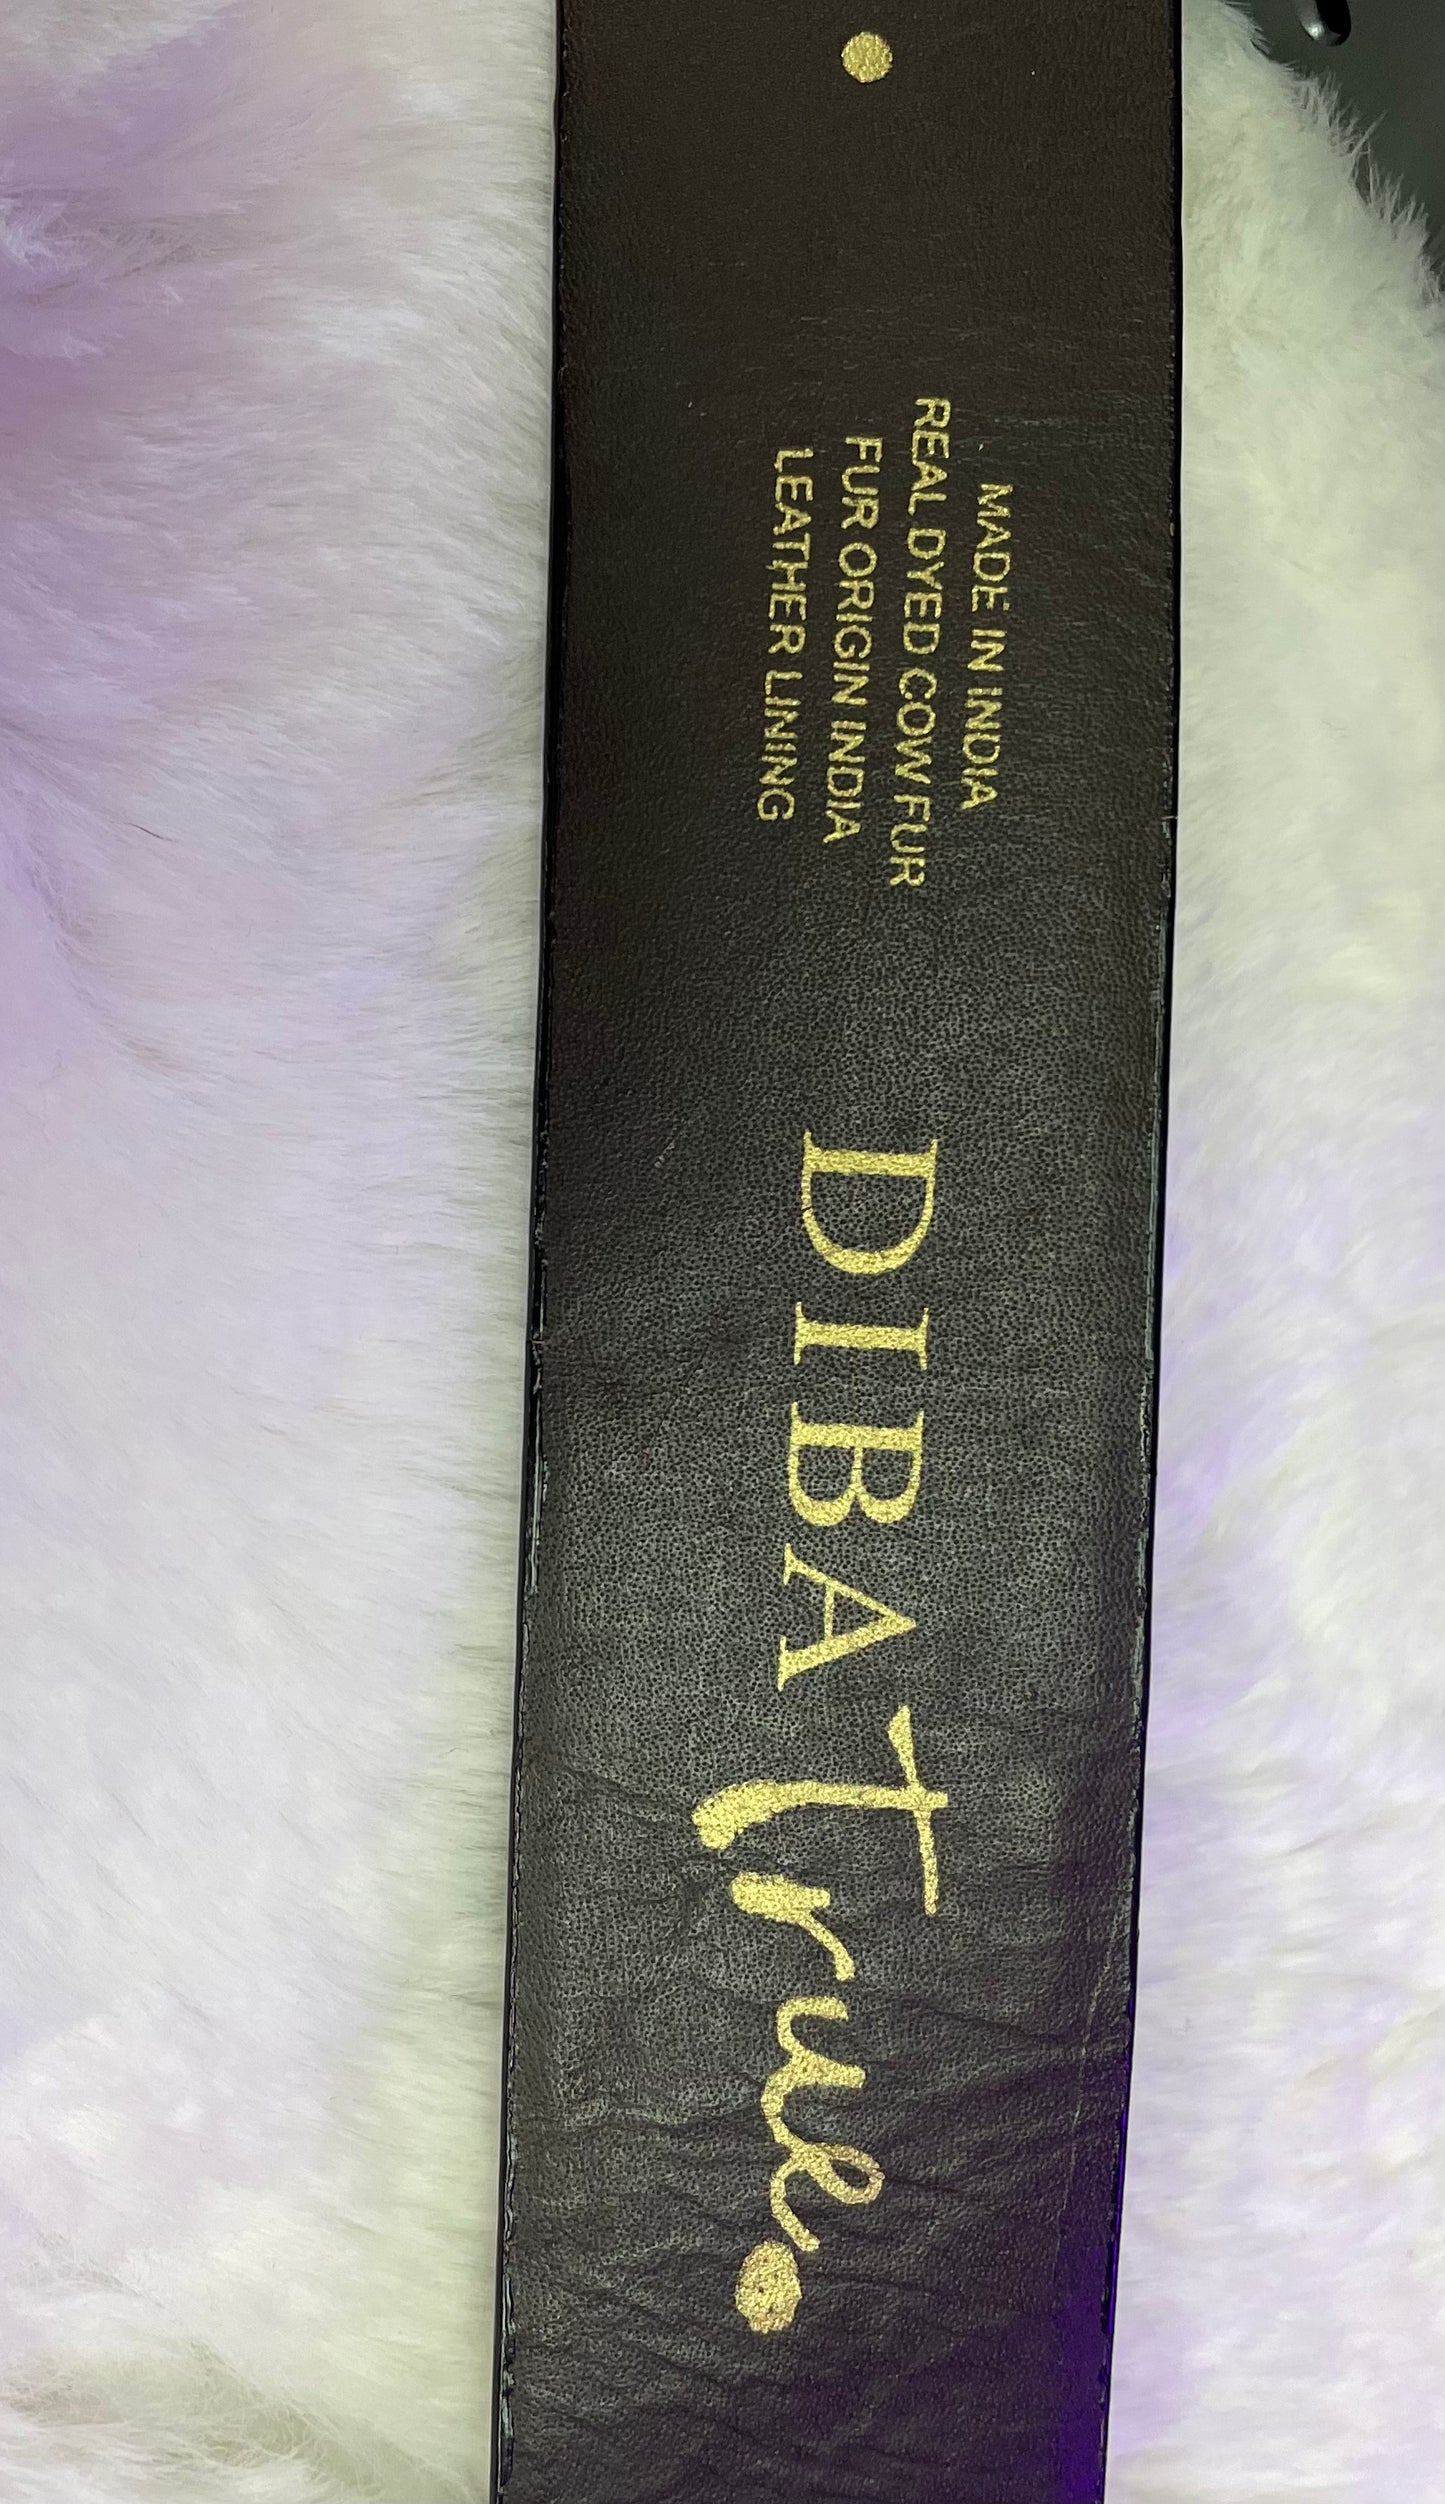 MADE IN INDIA
REAL DYED COW FUR
FUR ORIGIN INDIA
LEATHER LINING
DIBA True